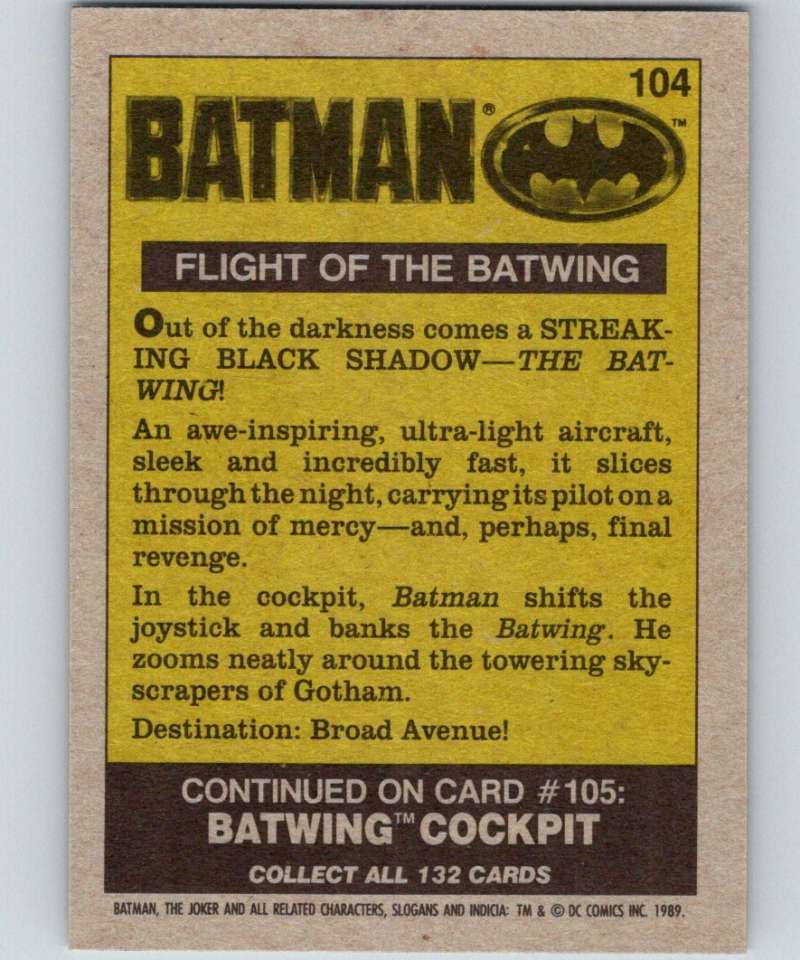 104
BATMAN®
™
FLIGHT OF THE BATWING
Out of the darkness comes a STREAK-
ING BLACK SHADOW—THE BAT-
WING!
An awe-inspiring, ultra-light aircraft,
sleek and incredibly fast, it slices
through the night, carrying its pilot on a
mission of mercy—and, perhaps, final
revenge.
In the cockpit, Batman shifts the
joystick and banks the Batwing. He
zooms neatly around the towering sky-
scrapers of Gotham.
Destination: Broad Avenue!
CONTINUED ON CARD #105:
BATWING™ COCKPIT
COLLECT ALL 132 CARDS
BATMAN, THE JOKER AND ALL RELATED CHARACTERS, SLOGANS AND INDICIA: TM & © DC COMICS INC. 1989.